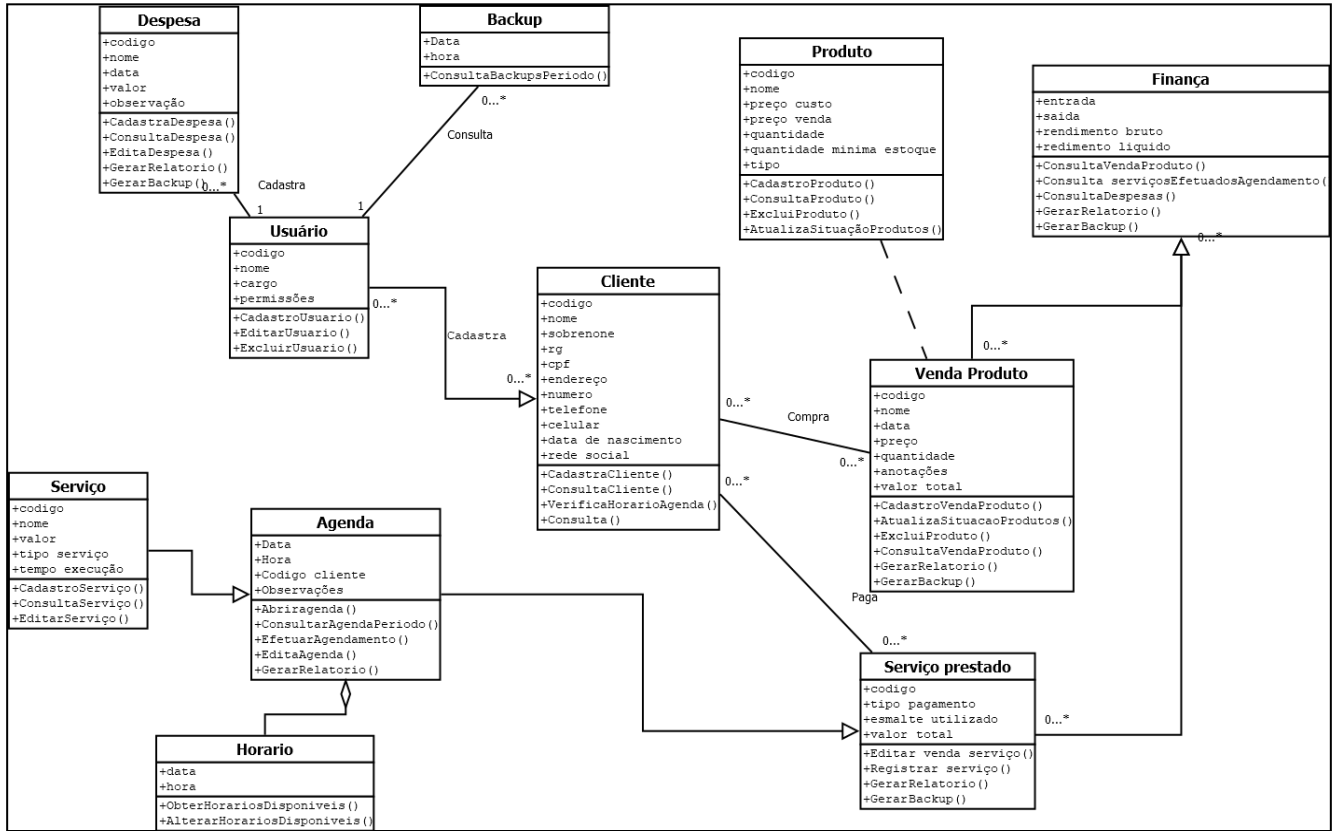 Despesa
+codigo
+nome
+data
+valor
+observação
+CadastraDespesa()
+ConsultaDespesa()
+EditaDespesa()
+GerarRelatorio()
+GerarBackup()
0...*
Cadastra
1
Backup
+Data
+hora
+ConsultaBackupsPeriodo()
0...*
Consulta
1
Produto
+codigo
+nome
+preço custo
+preço venda
+quantidade
+quantidade minima estoque
+tipo
+CadastroProduto()
+ConsultaProduto()
+ExcluiProduto()
+AtualizaSituaçãoProdutos()
Finança
+entrada
+saida
+rendimento bruto
+redimento liquido
+ConsultaVendaProduto()
+Consulta serviçosEfetuadosAgendamento(
+ConsultaDespesas()
+GerarRelatorio()
+GerarBackup()
0...*
Usuário
+codigo
+nome
+cargo
+permissões
+CadastroUsuario()
+EditarUsuario()
+ExcluirUsuario()
0...*
Cadastra
0...*
Cliente
+codigo
+nome
+sobrenone
+rg
+cpf
+endereço
+numero
+telefone
+celular
+data de nascimento
+rede social
+CadastraCliente()
+ConsultaCliente()
+VerificaHorarioAgenda()
+Consulta()
0...*
Compra
0...*
0...*
Paga
0...*
0...*
Venda Produto
+codigo
+nome
+data
+preço
+quantidade
+anotações
+valor total
+CadastroVendaProduto()
+AtualizaSituacaoProdutos()
+ExcluiProduto()
+ConsultaVendaProduto()
+GerarRelatorio()
+GerarBackup()
Serviço
+codigo
+nome
+valor
+tipo serviço
+tempo execução
+CadastroServiço()
+ConsultaServiço()
+EditarServiço()
Agenda
+Data
+Hora
+Codigo cliente
+Observações
+Abriragenda()
+ConsultarAgendaPeriodo()
+EfetuarAgendamento()
+EditaAgenda()
+GerarRelatorio()
Serviço prestado
+codigo
+tipo pagamento
+esmalte utilizado
+valor total
+Editar venda serviço()
+Registrar serviço()
+GerarRelatorio()
+GerarBackup()
0...*
Horario
+data
+hora
+ObterHorariosDisponiveis()
+AlterarHorariosDisponiveis()